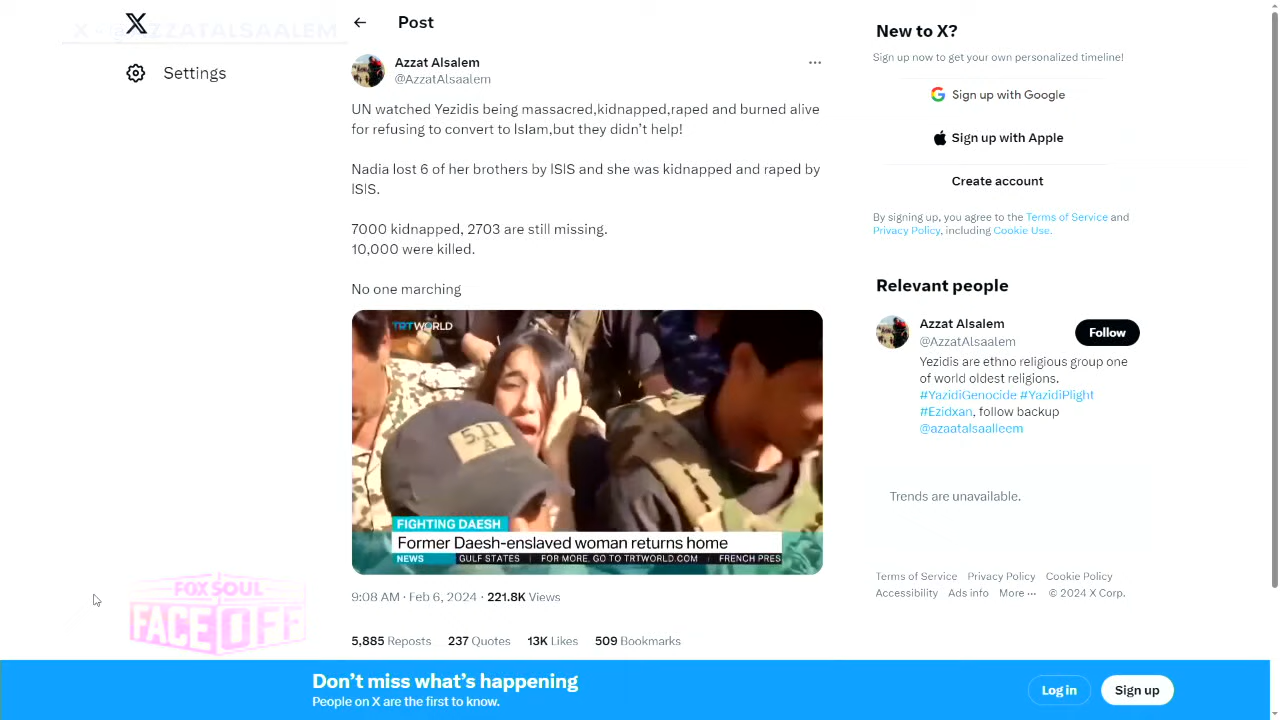 X - @AZZATALSAALEM
Post
Settings
Azzat Alsalem
@AzzatAlsaalem
UN watched Yezidis being massacred,kidnapped,raped and burned alive
for refusing to convert to Islam,but they didn't help!
Nadia lost 6 of her brothers by ISIS and she was kidnapped and raped by
ISIS.
7000 kidnapped, 2703 are still missing.
10,000 were killed.
No one marching
TRTWORLD
5.11
A
FIGHTING DAESH
Former Daesh-enslaved woman returns home
NEWS GULF STATES | FOR MORE, GO TO TRTWORLD.COM | FRENCH PRES
9:08 AM · Feb 6, 2024 · 221.8K Views
5,885 Reposts 237 Quotes 13K Likes 509 Bookmarks
New to X?
Sign up now to get your own personalized timeline!
Sign up with Google
Sign up with Apple
Create account
By signing up, you agree to the Terms of Service and
Privacy Policy, including Cookie Use.
Relevant people
Azzat Alsalem
@AzzatAlsaalem
Follow
Yezidis are ethno religious group one
of world oldest religions.
#YazidiGenocide #YazidiPlight
#Ezidxan, follow backup
@azaatalsaalleem
Trends are unavailable.
Terms of Service Privacy Policy Cookie Policy
Accessibility Ads info More ··· © 2024 X Corp.
FOX SOUL
FACE OFF
Don't miss what's happening
People on X are the first to know.
Log in
Sign up